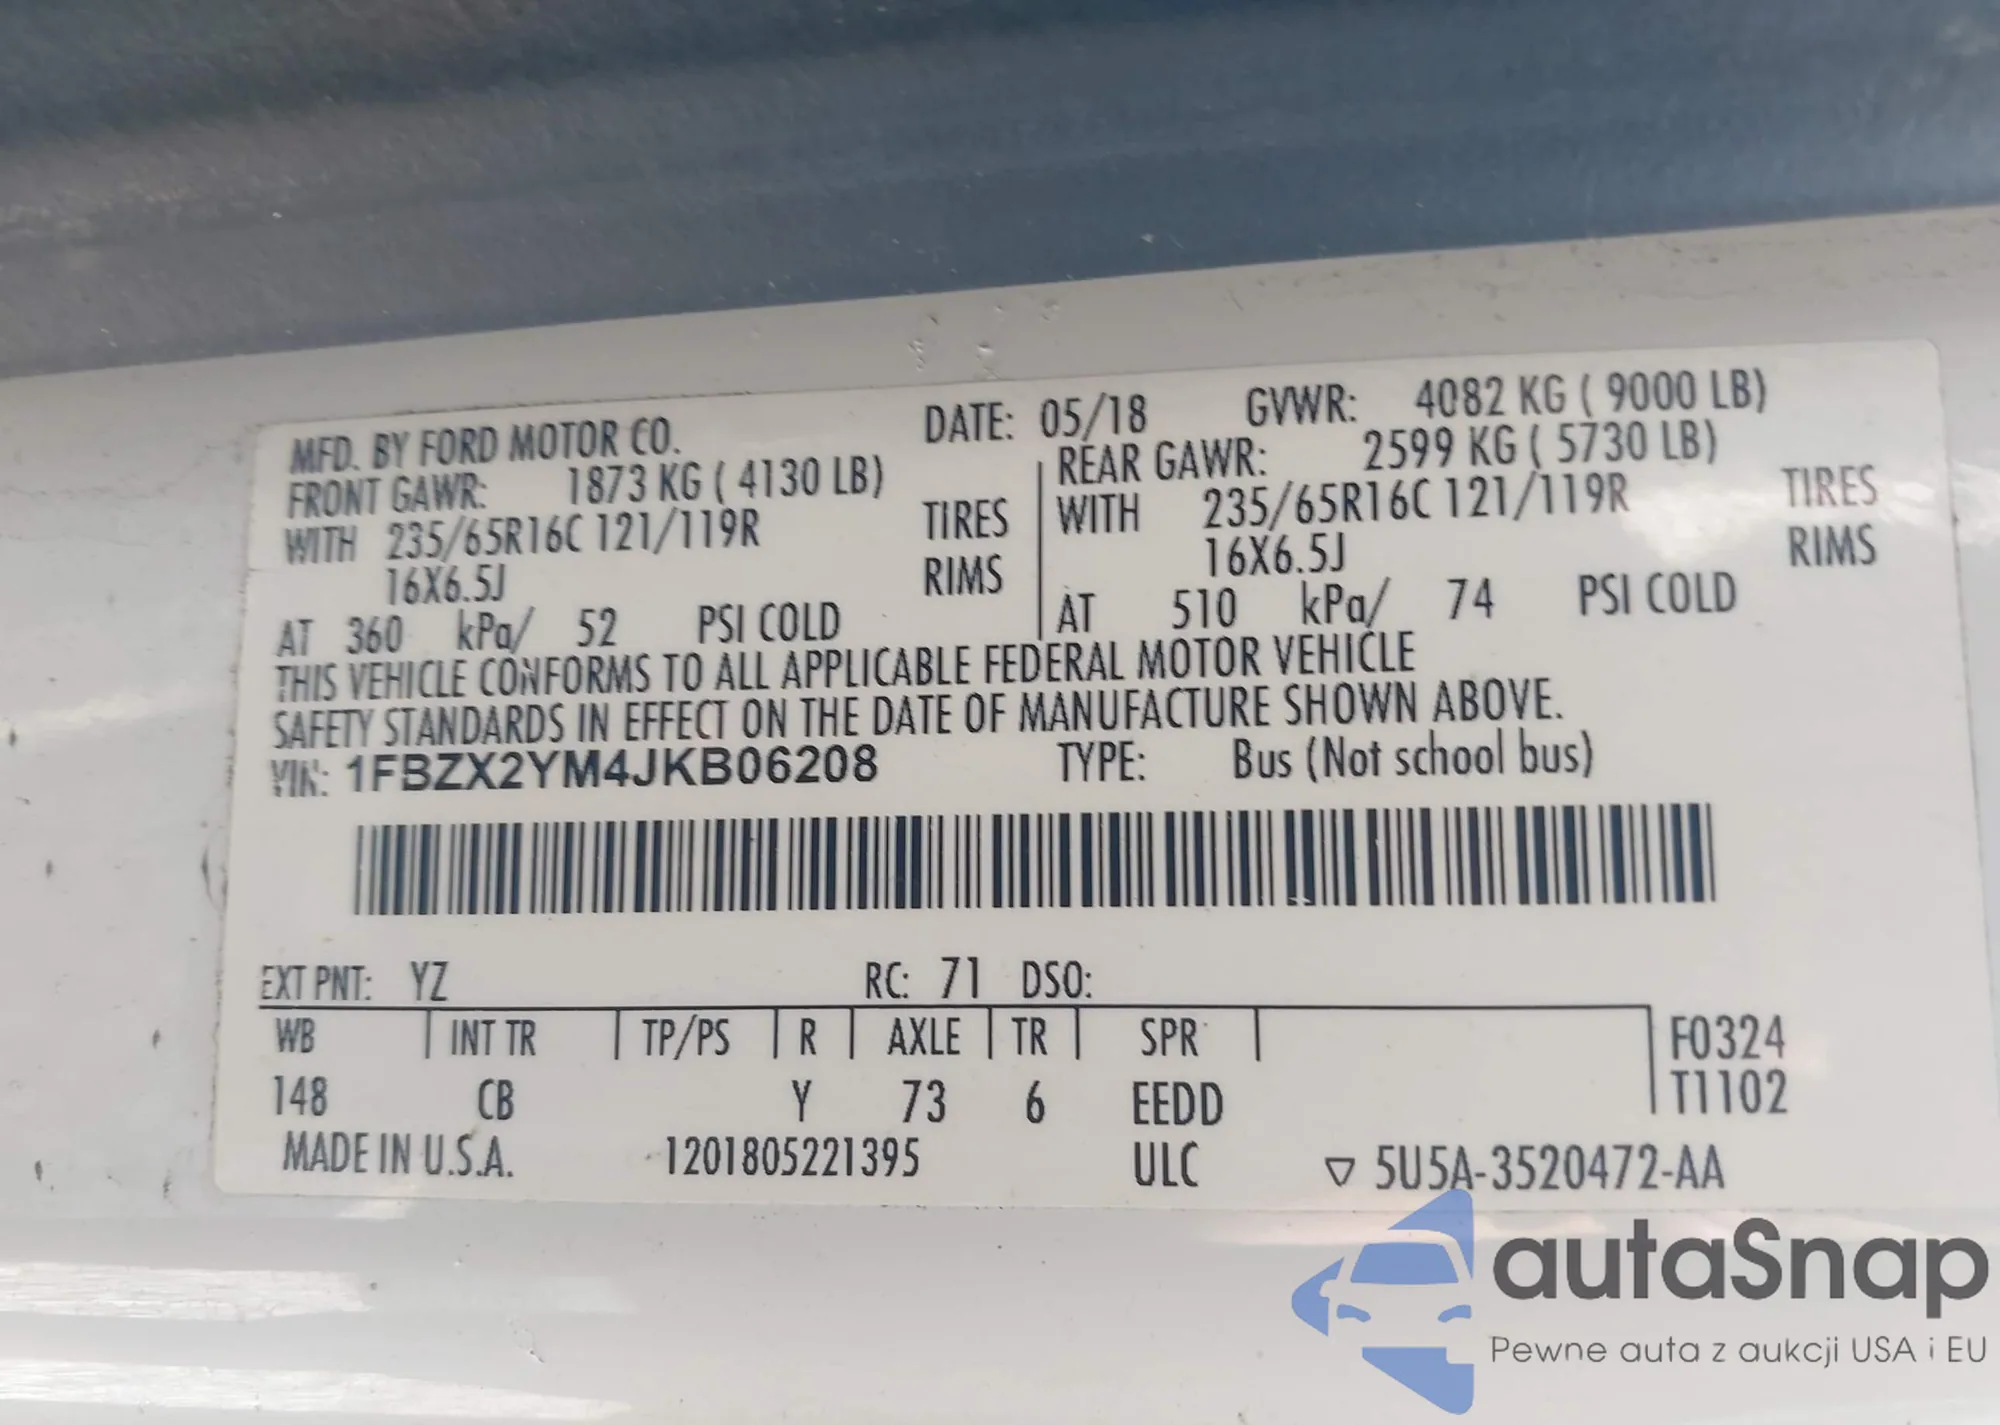 MFD. BY FORD MOTOR CO. DATE: 05/18 GVWR: 4082 KG ( 9000 LB)
FRONT GAWR: 1873 KG ( 4130 LB) REAR GAWR: 2599 KG ( 5730 LB)
WITH 235/65R16C 121/119R TIRES WITH 235/65R16C 121/119R TIRES
16X6.5J RIMS 16X6.5J RIMS
AT 360 kPa/ 52 PSI COLD AT 510 kPa/ 74 PSI COLD
THIS VEHICLE CONFORMS TO ALL APPLICABLE FEDERAL MOTOR VEHICLE
SAFETY STANDARDS IN EFFECT ON THE DATE OF MANUFACTURE SHOWN ABOVE.
VIN: 1FBZX2YM4JKB06208 TYPE: Bus (Not school bus)
EXT PNT: YZ RC: 71 DSO:
WB INT TR TP/PS R AXLE TR SPR F0324
148 CB Y 73 6 EEDD T1102
MADE IN U.S.A. 1201805221395 ULC ▽ 5U5A-3520472-AA
autaSnap
Pewne auta z aukcji USA i EU